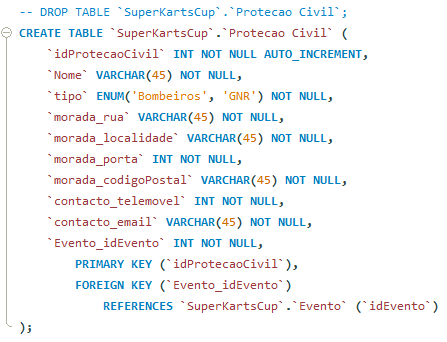 -- DROP TABLE `SuperKartsCup`.`Protecao Civil`;
CREATE TABLE `SuperKartsCup`.`Protecao Civil` (
`idProtecaoCivil` INT NOT NULL AUTO_INCREMENT,
`Nome` VARCHAR(45) NOT NULL,
`tipo` ENUM('Bombeiros', 'GNR') NOT NULL,
`morada_rua` VARCHAR(45) NOT NULL,
`morada_localidade` VARCHAR(45) NOT NULL,
`morada_porta` INT NOT NULL,
`morada_codigoPostal` VARCHAR(45) NOT NULL,
`contacto_telemovel` INT NOT NULL,
`contacto_email` VARCHAR(45) NOT NULL,
`Evento_idEvento` INT NOT NULL,
PRIMARY KEY (`idProtecaoCivil`),
FOREIGN KEY (`Evento_idEvento`)
REFERENCES `SuperKartsCup`.`Evento` (`idEvento`)
);